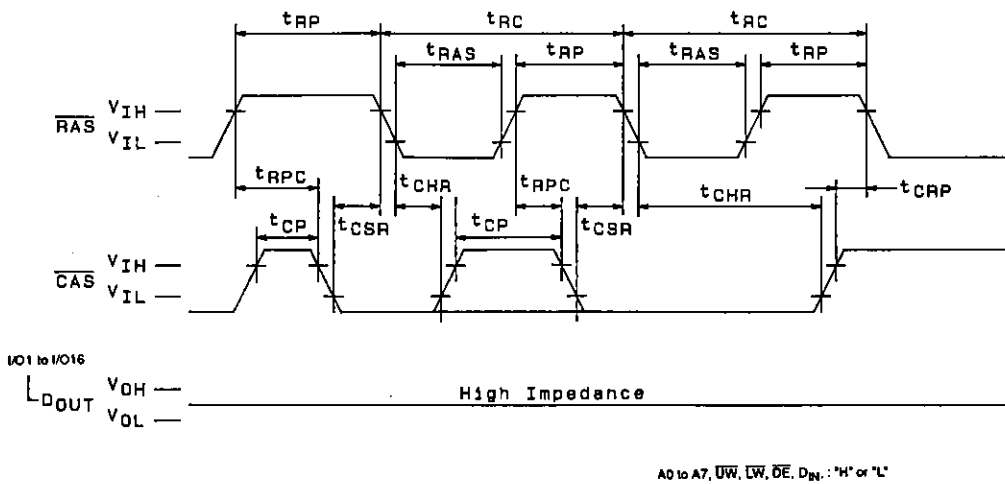 tRP tRC tRC
tRAS tRP tRAS tRP
RAS VIH
VIL
tRPC tCHR tRPC tCHR tCRP
tCP tCSR tCP tCSR
CAS VIH
VIL
I/O1 to I/O16
DOUT VOH
High Impedance
VOL
A0 to A7, UW, LW, OE, DIN, : "H" or "L"